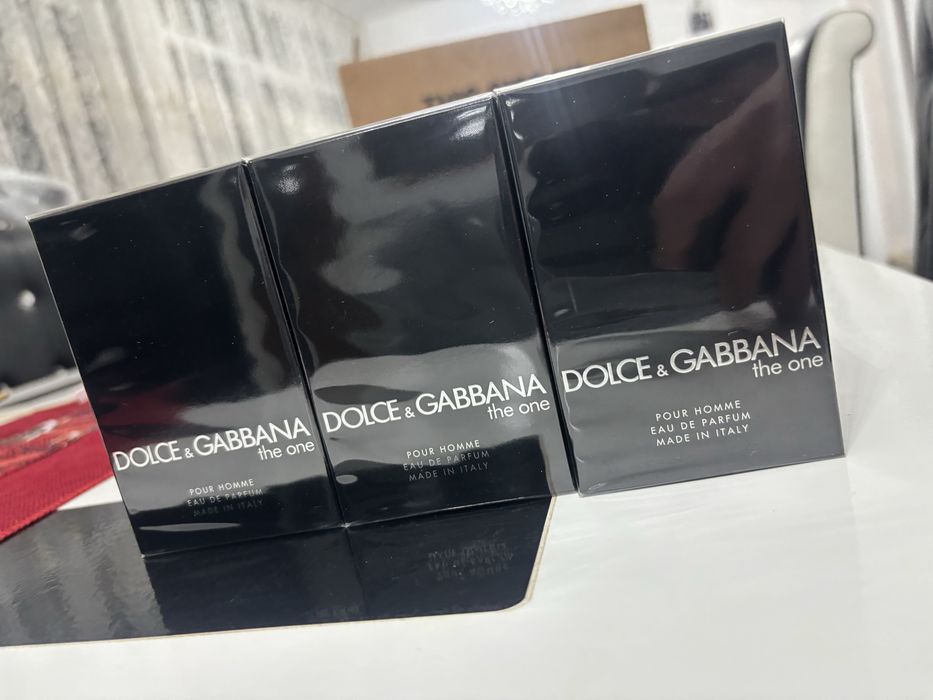 DOLCE & GABBANA
the one
POUR HOMME
EAU DE PARFUM
MADE IN ITALY
DOLCE & GABBANA
the one
POUR HOMME
EAU DE PARFUM
MADE IN ITALY
DOLCE & GABBANA
the one
POUR HOMME
EAU DE PARFUM
MADE IN ITALY